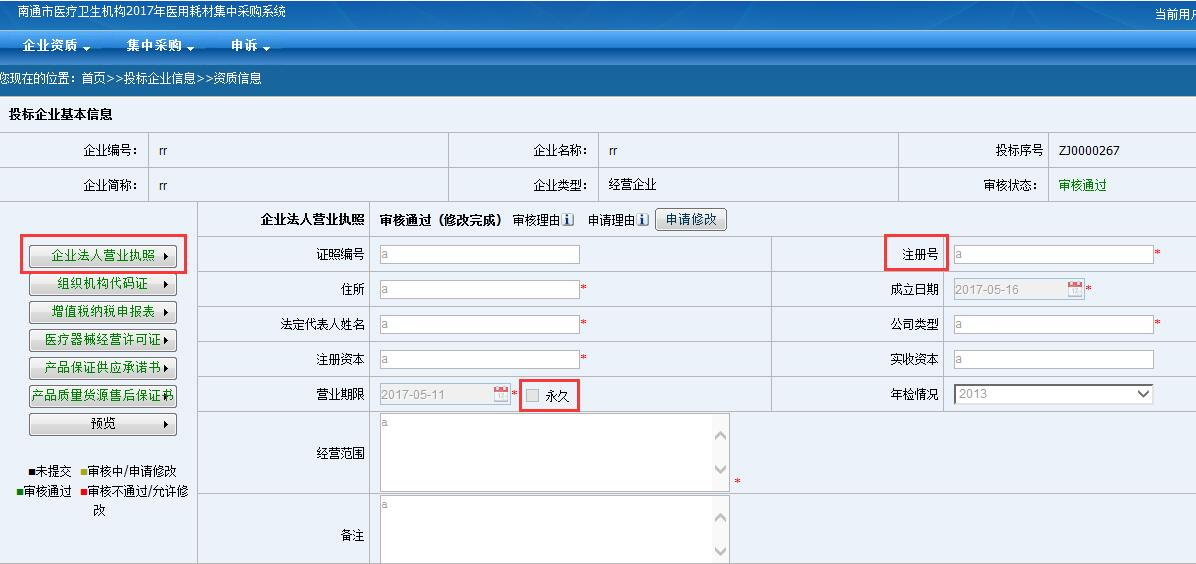 南通市医疗卫生机构2017年医用耗材集中采购系统
当前用户
企业资质 集中采购 申诉
您现在的位置：首页>>投标企业信息>>资质信息
投标企业基本信息
企业编号： rr 企业名称： rr 投标序号 ZJ0000267
企业简称： rr 企业类型： 经营企业 审核状态： 审核通过
企业法人营业执照 审核通过（修改完成） 审核理由 申请理由 申请修改
企业法人营业执照
组织机构代码证
增值税纳税申报表
医疗器械经营许可证
产品保证供应承诺书
产品质量货源售后保证书
预览
■未提交 ■审核中/申请修改
■审核通过 ■审核不通过/允许修
改
证照编号 a 注册号 a *
住所 a * 成立日期 2017-05-16 *
法定代表人姓名 a * 公司类型 a *
注册资本 a * 实收资本 a
营业期限 2017-05-11 * 永久 年检情况 2013
经营范围 a *
备注 a